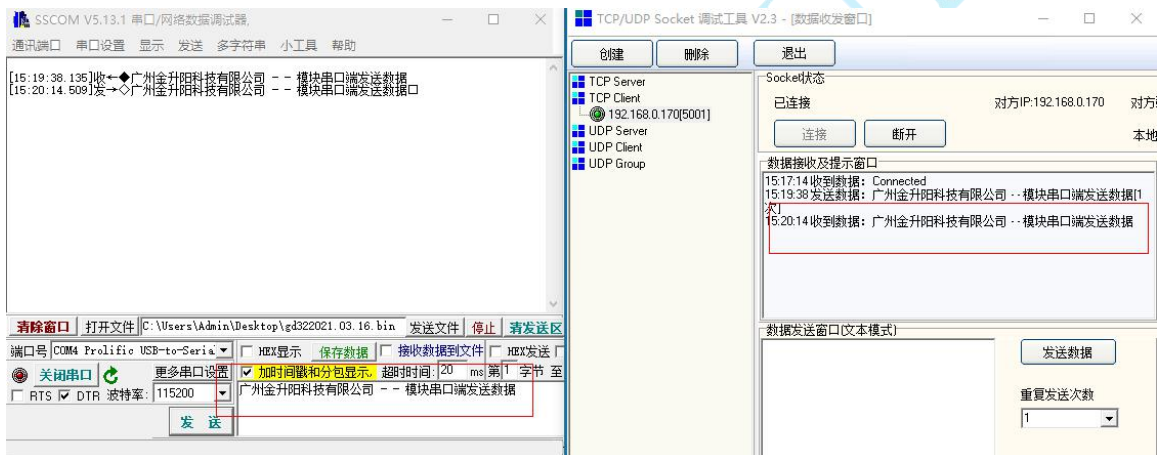 SSCOM V5.13.1 串口/网络数据调试器,
通讯端口 串口设置 显示 发送 多字符串 小工具 帮助
[15:19:38.135]收←◆广州金升阳科技有限公司 -- 模块串口端发送数据
[15:20:14.509]发→◇广州金升阳科技有限公司 -- 模块串口端发送数据□
清除窗口 打开文件 C:\Users\Admin\Desktop\gd322021.03.16.bin 发送文件 停止 清发送区
端口号 COM4 Prolific USB-to-Seria HEX显示 保存数据 接收数据到文件 HEX发送
关闭串口 更多串口设置 加时间戳和分包显示. 超时时间: 20 ms 第 1 字节 至
RTS DTR 波特率: 115200 广州金升阳科技有限公司 -- 模块串口端发送数据
发 送
TCP/UDP Socket 调试工具 V2.3 - [数据收发窗口]
创建 删除 退出
TCP Server
TCP Client
192.168.0.170[5001]
UDP Server
UDP Client
UDP Group
Socket状态
已连接 对方IP:192.168.0.170 对方
连接 断开 本地
数据接收及提示窗口
15:17:14 收到数据: Connected
15:19:38 发送数据: 广州金升阳科技有限公司 --模块串口端发送数据[1
次]
15:20:14 收到数据: 广州金升阳科技有限公司 --模块串口端发送数据
数据发送窗口(文本模式)
发送数据
重复发送次数
1